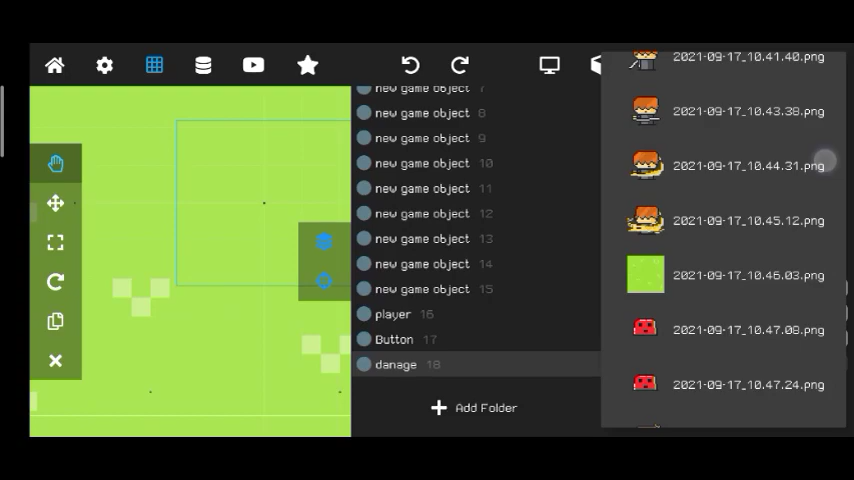 new game object 7
new game object 8
new game object 9
new game object 10
new game object 11
new game object 12
new game object 13
new game object 14
new game object 15
player 16
Button 17
danage 18
Add Folder
2021-09-17_10.41.40.png
2021-09-17_10.43.38.png
2021-09-17_10.44.31.png
2021-09-17_10.45.12.png
2021-09-17_10.46.03.png
2021-09-17_10.47.08.png
2021-09-17_10.47.24.png